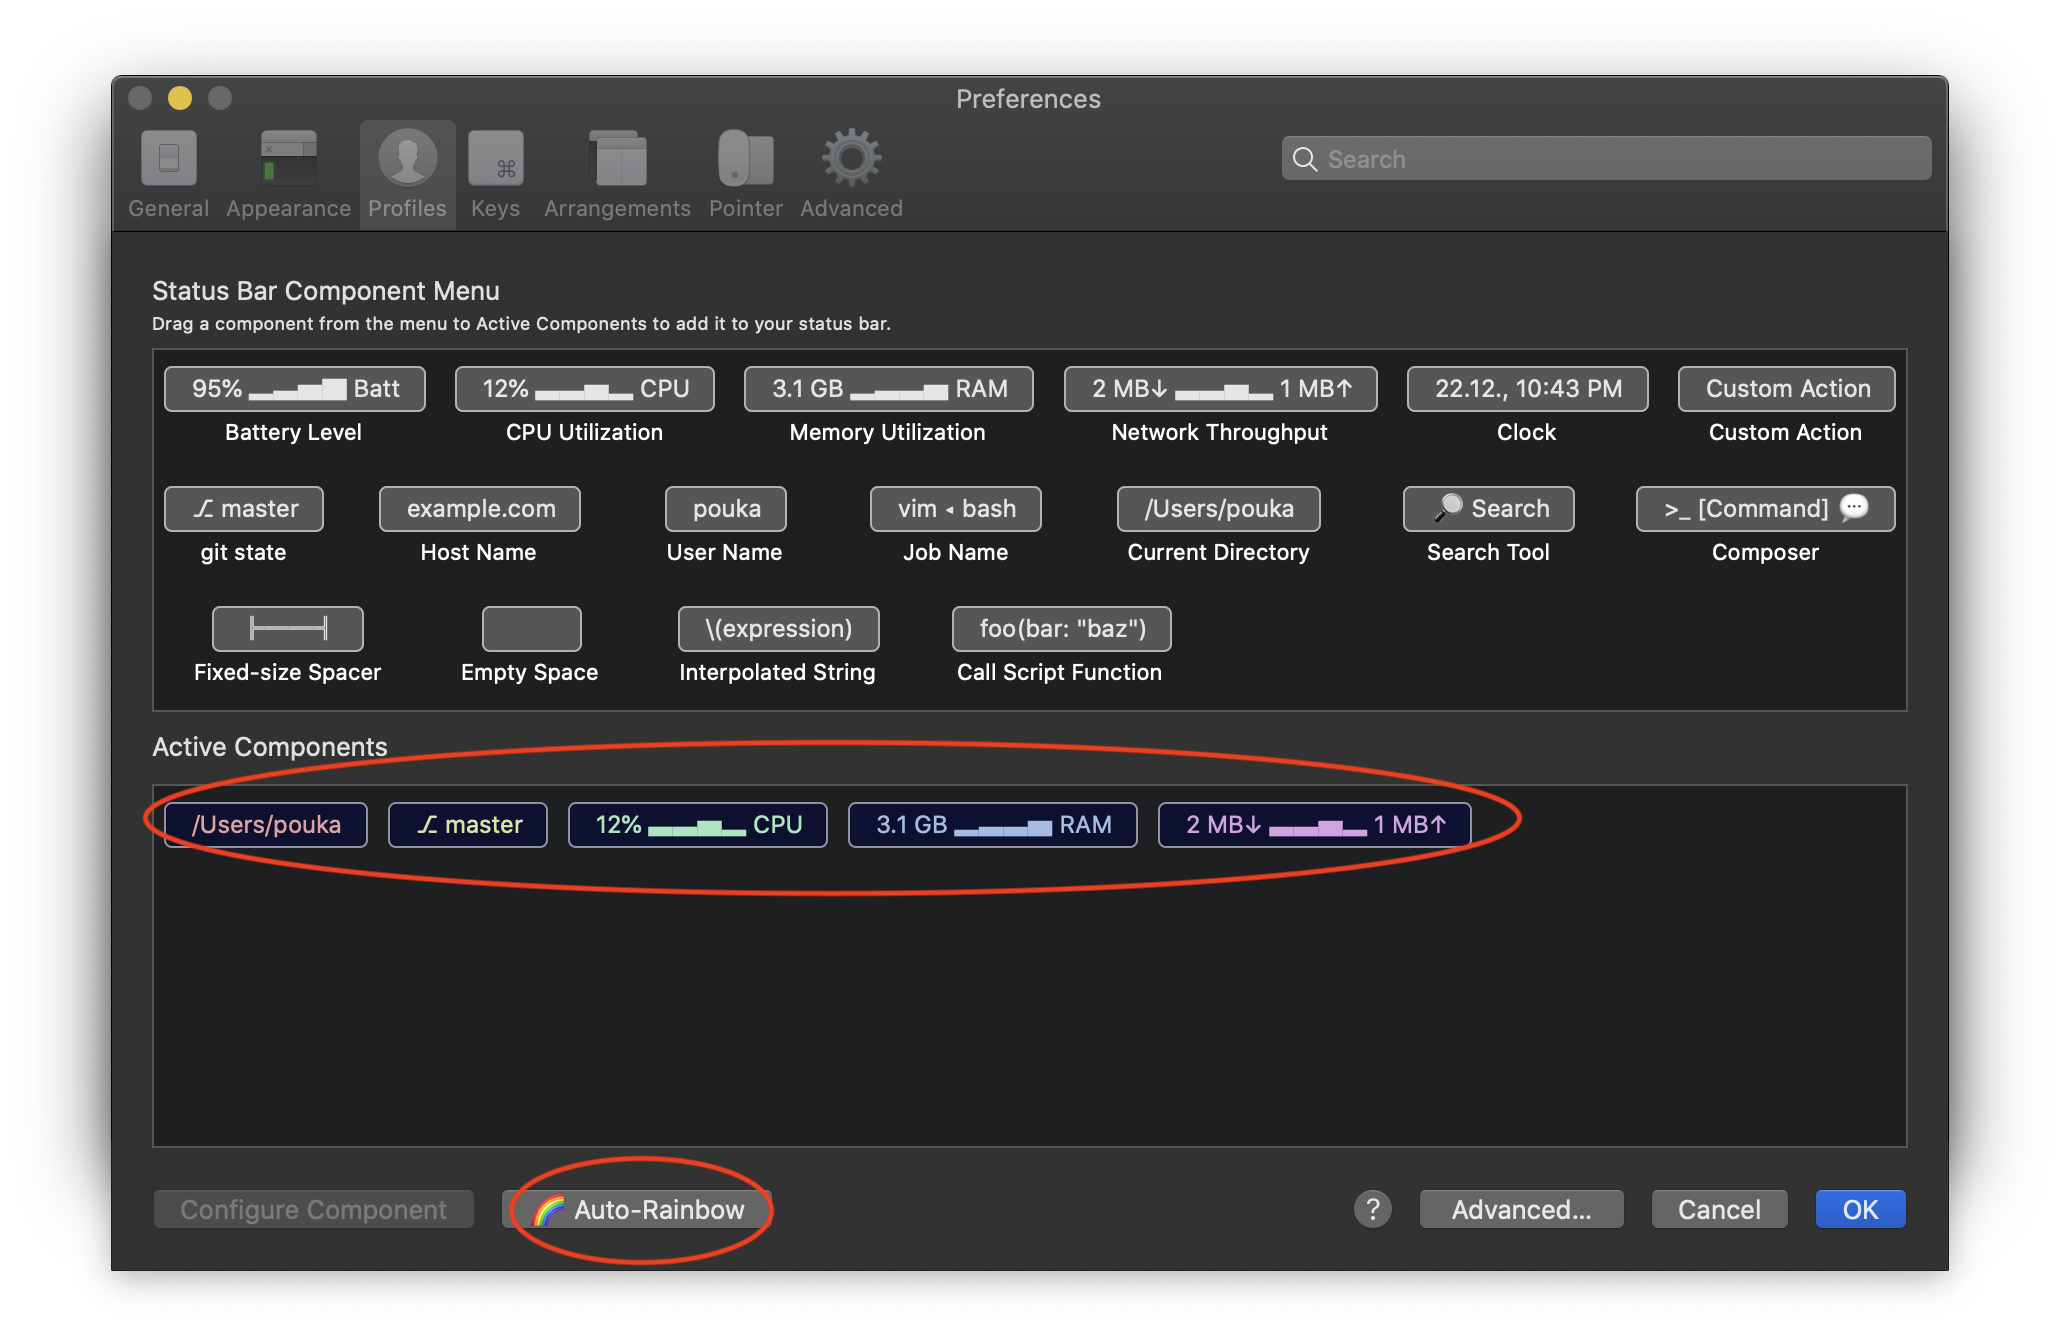 Preferences
Search
General Appearance Profiles Keys Arrangements Pointer Advanced
Status Bar Component Menu
Drag a component from the menu to Active Components to add it to your status bar.
95% Batt 12% CPU 3.1 GB RAM 2 MB↓ 1 MB↑ 22.12., 10:43 PM Custom Action
Battery Level CPU Utilization Memory Utilization Network Throughput Clock Custom Action
master example.com pouka vim ◂ bash /Users/pouka Search >_ [Command]
git state Host Name User Name Job Name Current Directory Search Tool Composer
\(expression) foo(bar: "baz")
Fixed-size Spacer Empty Space Interpolated String Call Script Function
Active Components
/Users/pouka master 12% CPU 3.1 GB RAM 2 MB↓ 1 MB↑
Configure Component Auto-Rainbow ? Advanced... Cancel OK